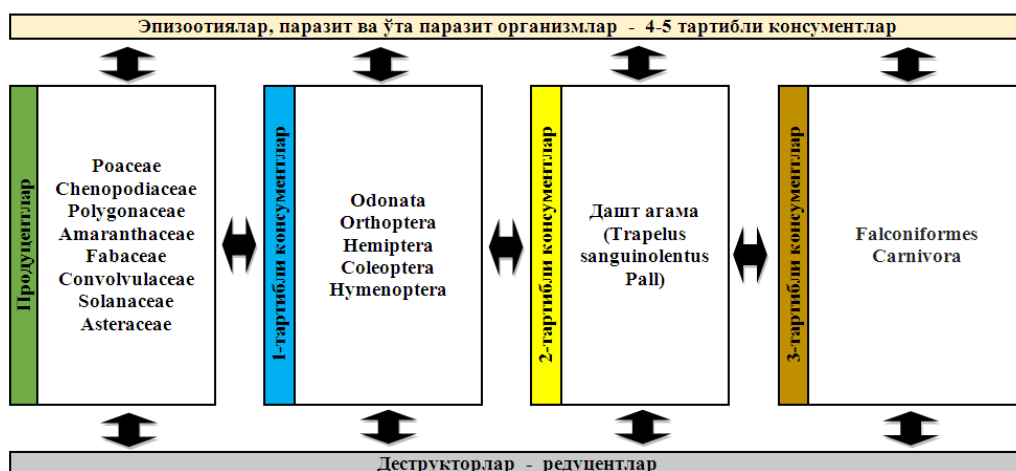 Эпизоотиялар, паразит ва ўта паразит организмлар - 4-5 тартибли консументлар
Продуцентлар
Poaceae
Chenopodiaceae
Polygonaceae
Amaranthaceae
Fabaceae
Convolvulaceae
Solanaceae
Asteraceae
1-тартибли консументлар
Odonata
Orthoptera
Hemiptera
Coleoptera
Hymenoptera
2-тартибли консументлар
Дашт агама
(Trapelus
sanguinolentus
Pall)
3-тартибли консументлар
Falconiformes
Carnivora
Деструкторлар - редуцентлар